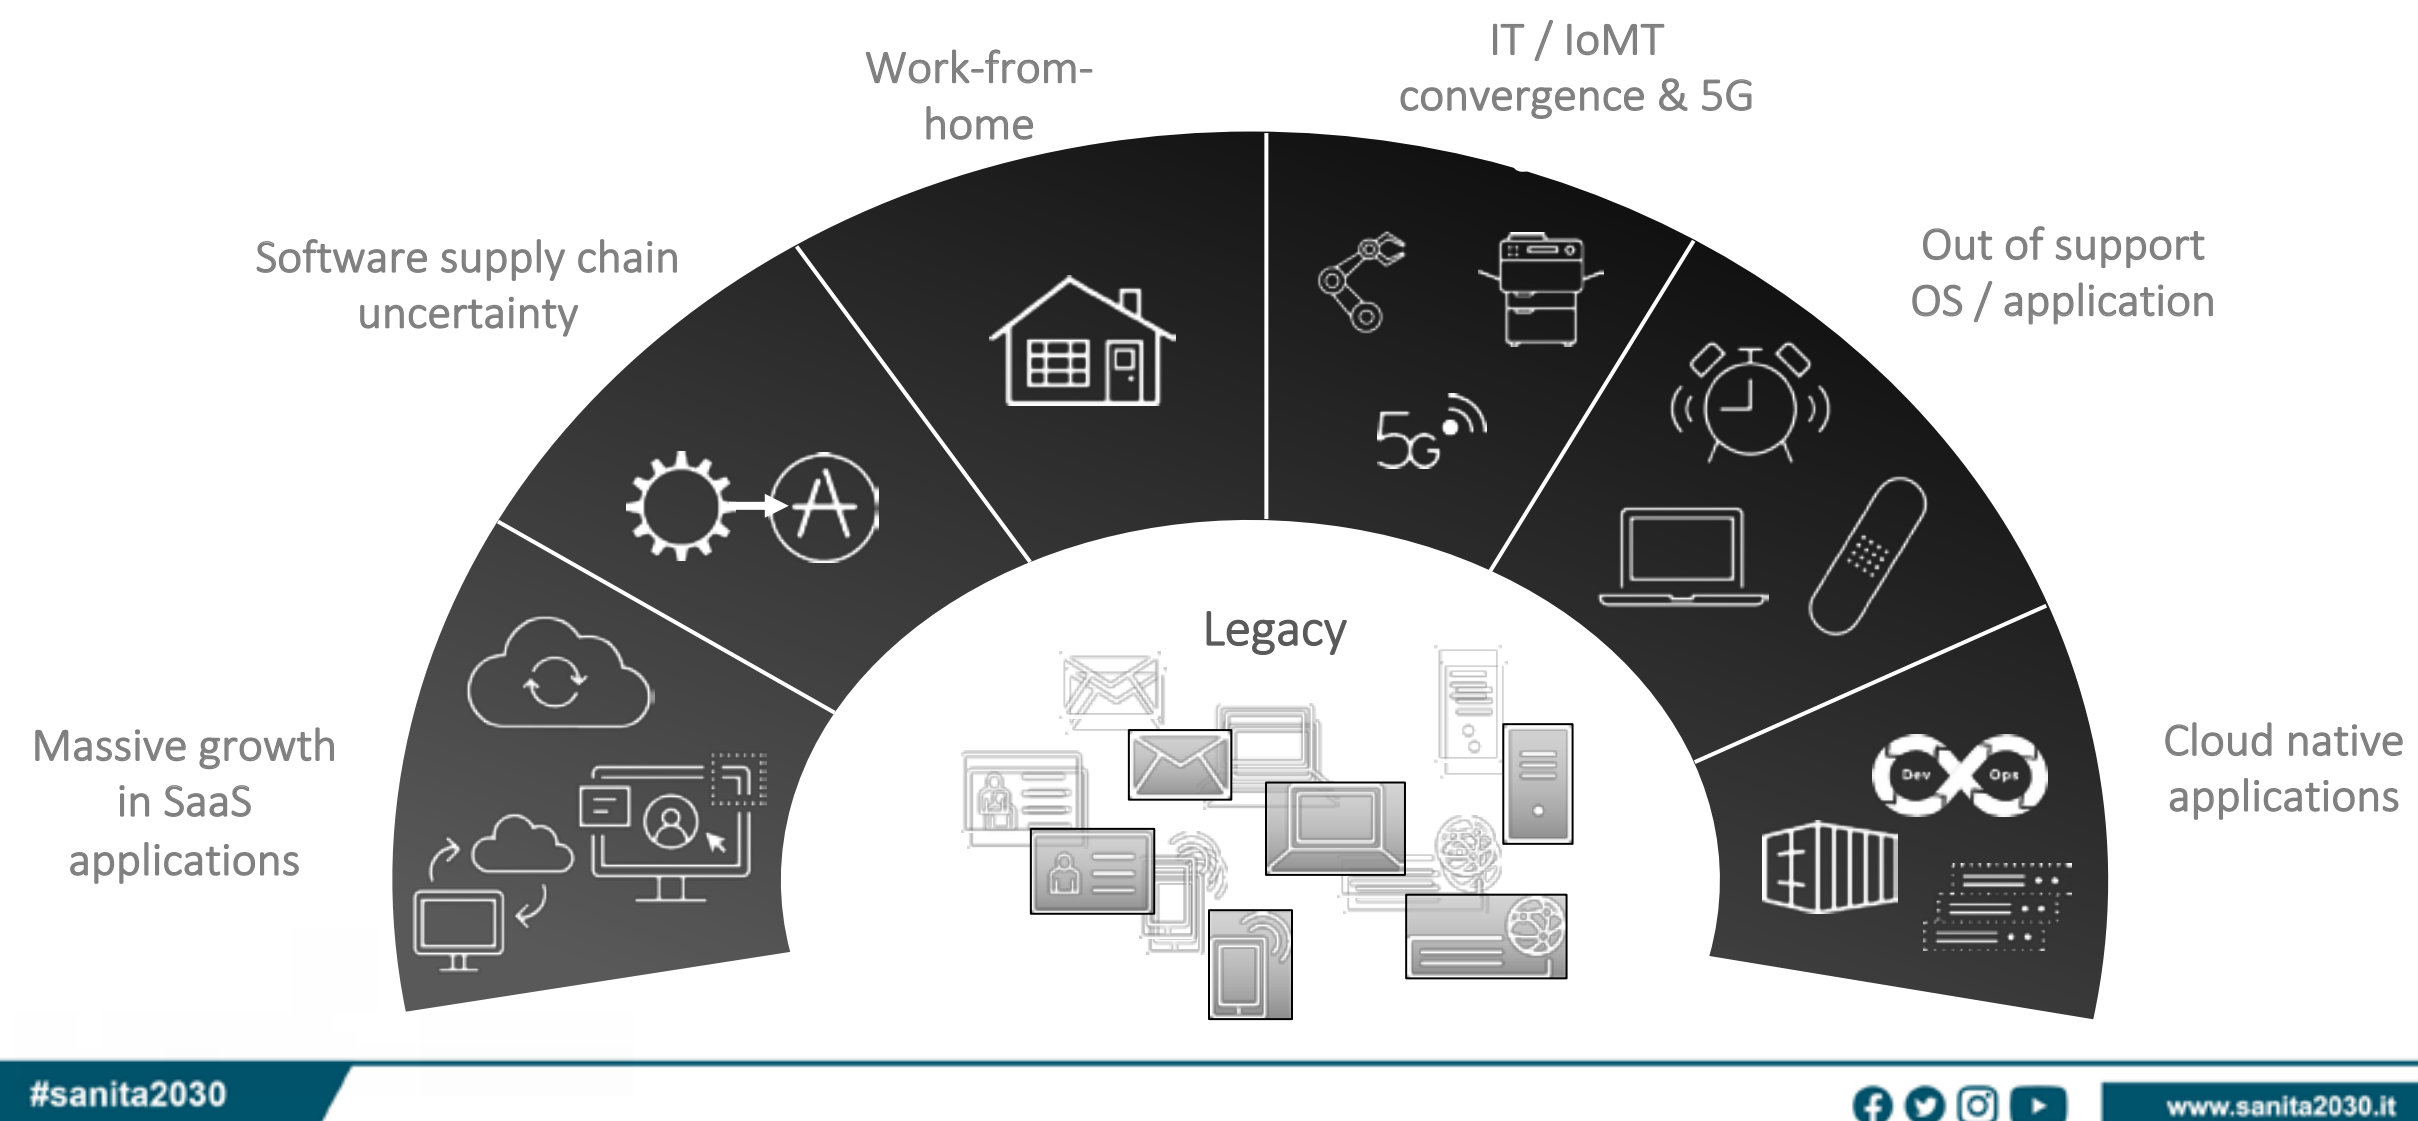 IT / IoMT
convergence & 5G
Work-from-
home
Software supply chain
uncertainty
Out of support
OS / application
5G
Legacy
Massive growth
in SaaS
applications
Cloud native
applications
Dev Ops
#sanita2030
www.sanita2030.it